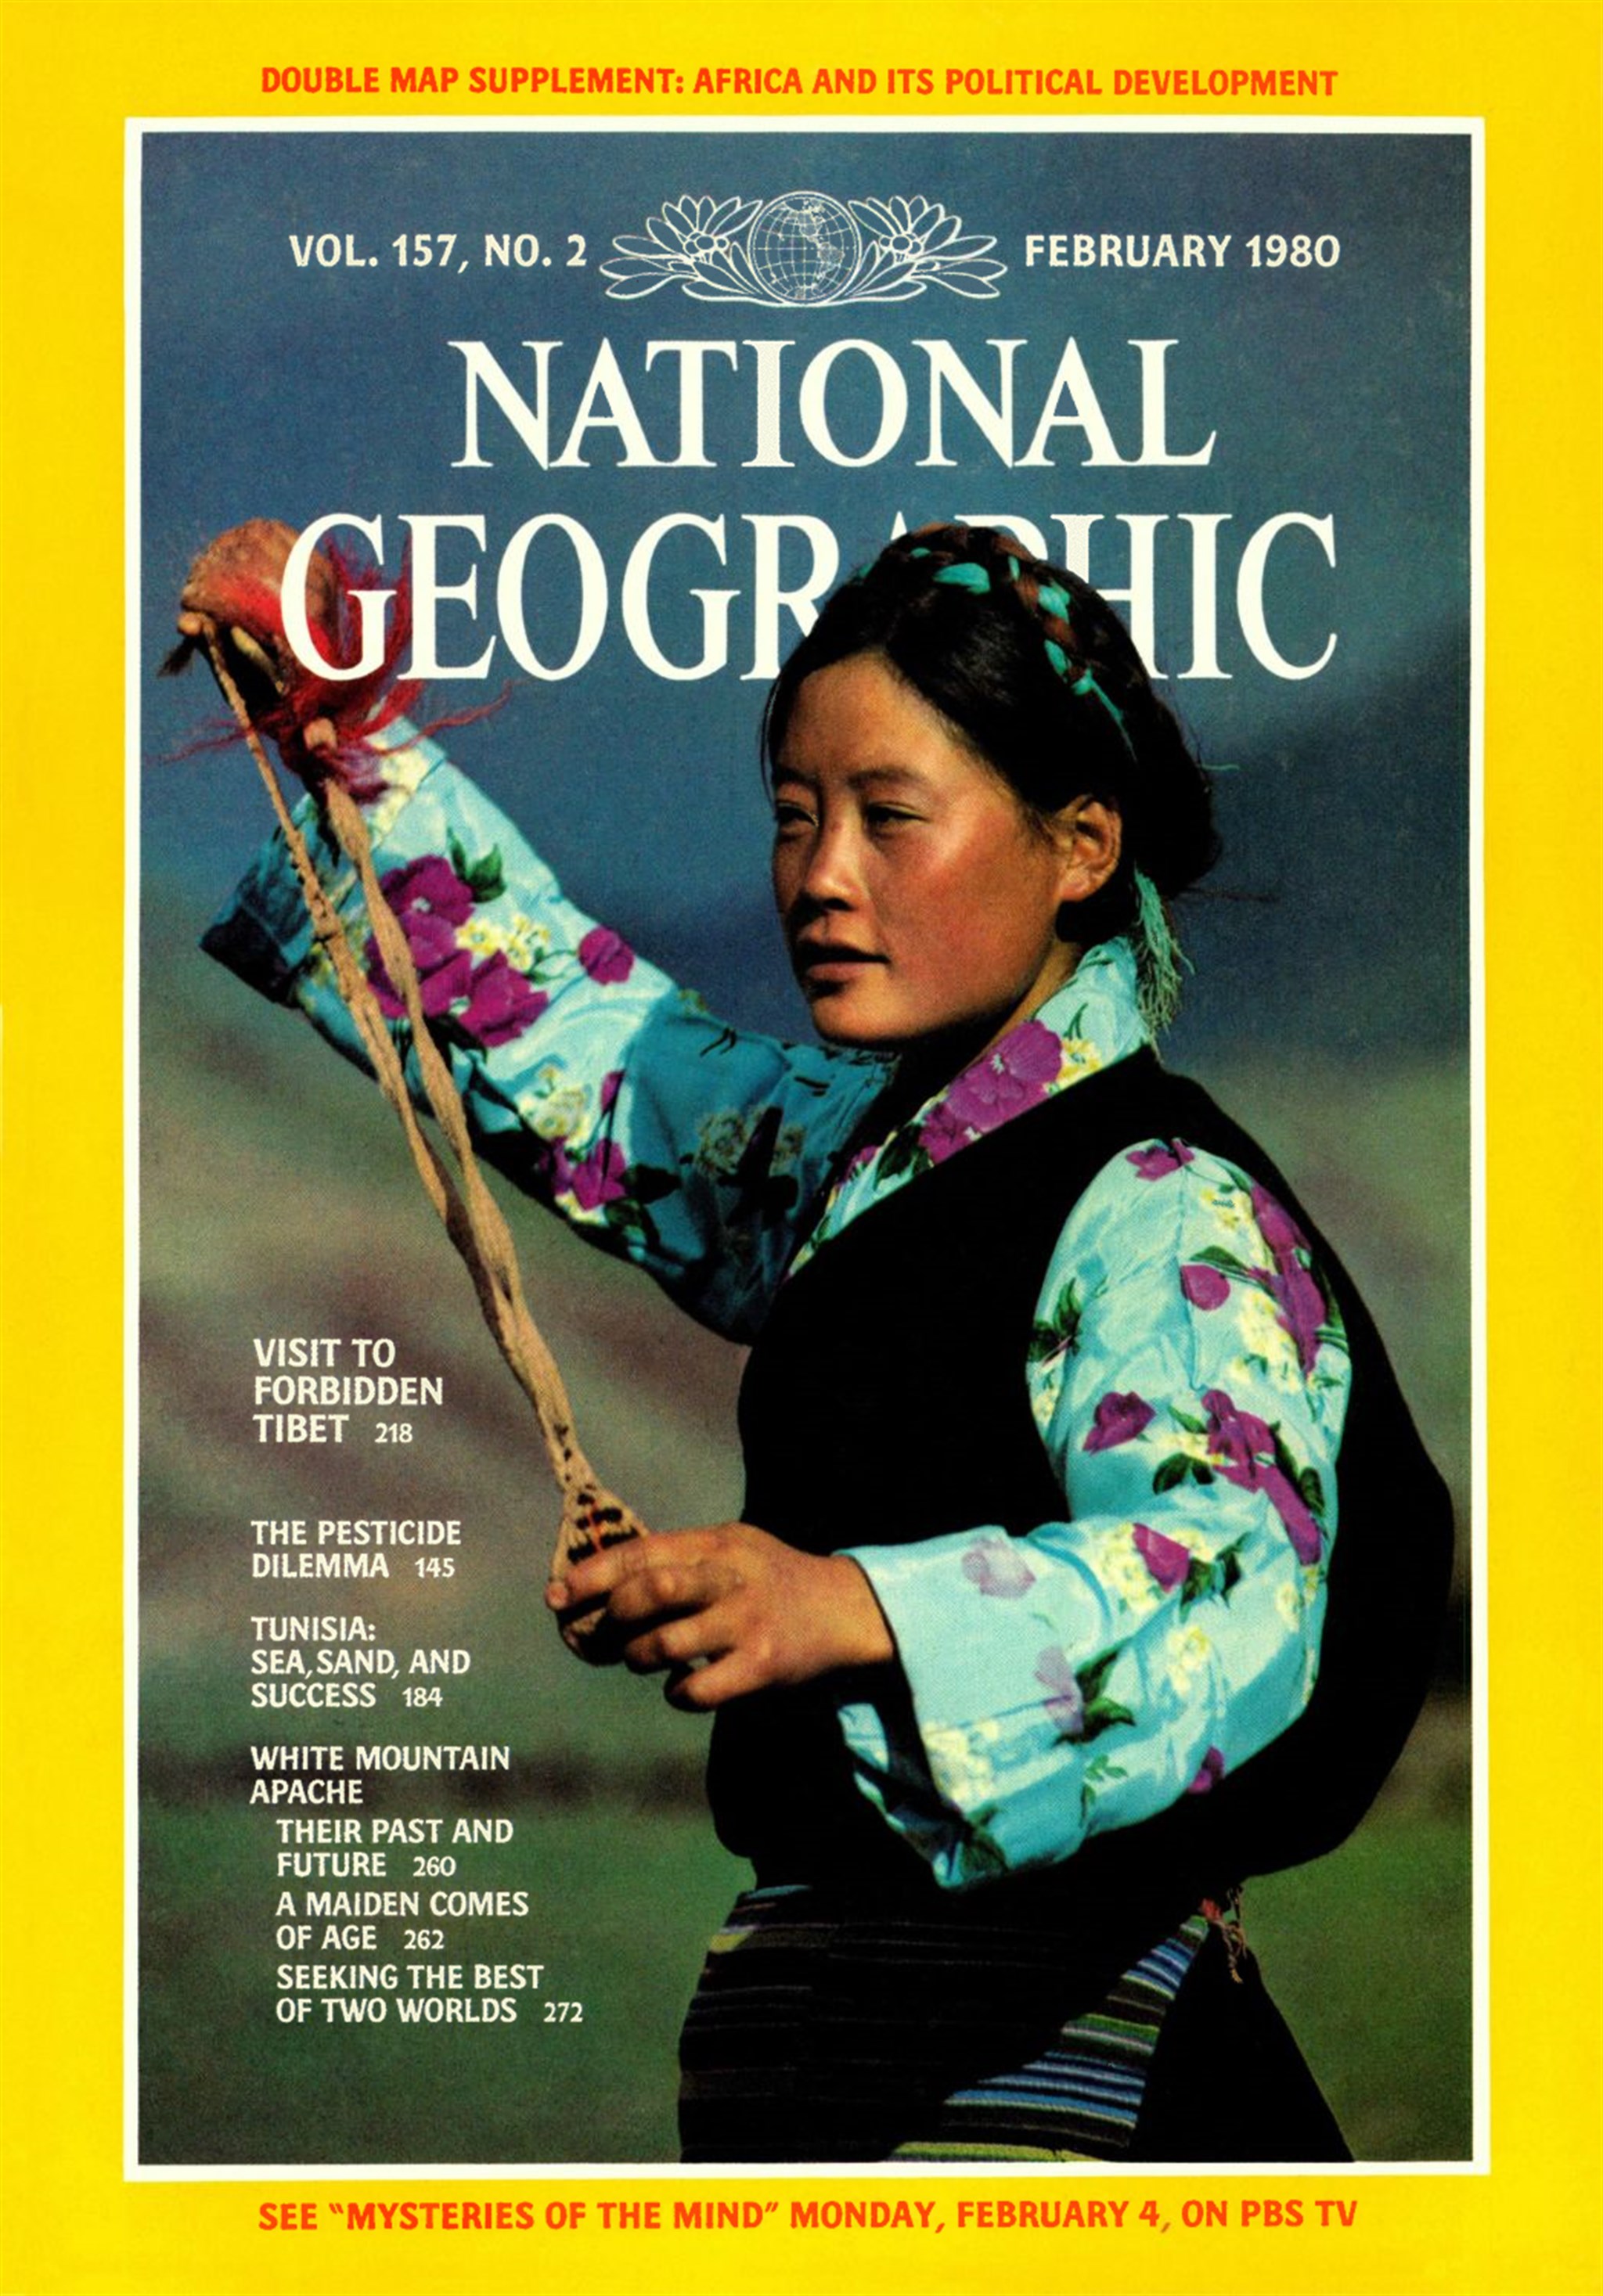 DOUBLE MAP SUPPLEMENT: AFRICA AND ITS POLITICAL DEVELOPMENT
VOL. 157, NO. 2 FEBRUARY 1980
NATIONAL
GEOGRAPHIC
VISIT TO
FORBIDDEN
TIBET 218
THE PESTICIDE
DILEMMA 145
TUNISIA:
SEA, SAND, AND
SUCCESS 184
WHITE MOUNTAIN
APACHE
THEIR PAST AND
FUTURE 260
A MAIDEN COMES
OF AGE 262
SEEKING THE BEST
OF TWO WORLDS 272
SEE "MYSTERIES OF THE MIND" MONDAY, FEBRUARY 4, ON PBS TV